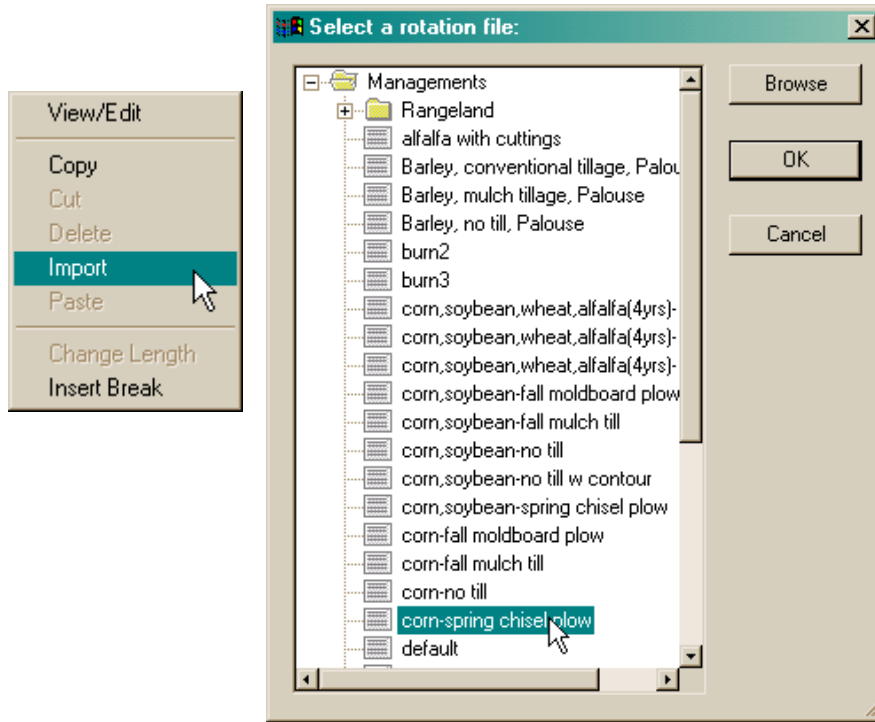 View/Edit
Copy
Cut
Delete
Import
Paste
Change Length
Insert Break
Select a rotation file:
Managements
Rangeland
alfalfa with cuttings
Barley, conventional tillage, Palou
Barley, mulch tillage, Palouse
Barley, no till, Palouse
burn2
burn3
corn,soybean,wheat,alfalfa(4yrs)-
corn,soybean,wheat,alfalfa(4yrs)-
corn,soybean,wheat,alfalfa(4yrs)-
corn,soybean-fall moldboard plow
corn,soybean-fall mulch till
corn,soybean-no till
corn,soybean-no till w contour
corn,soybean-spring chisel plow
corn-fall moldboard plow
corn-fall mulch till
corn-no till
corn-spring chisel plow
default
Browse
OK
Cancel